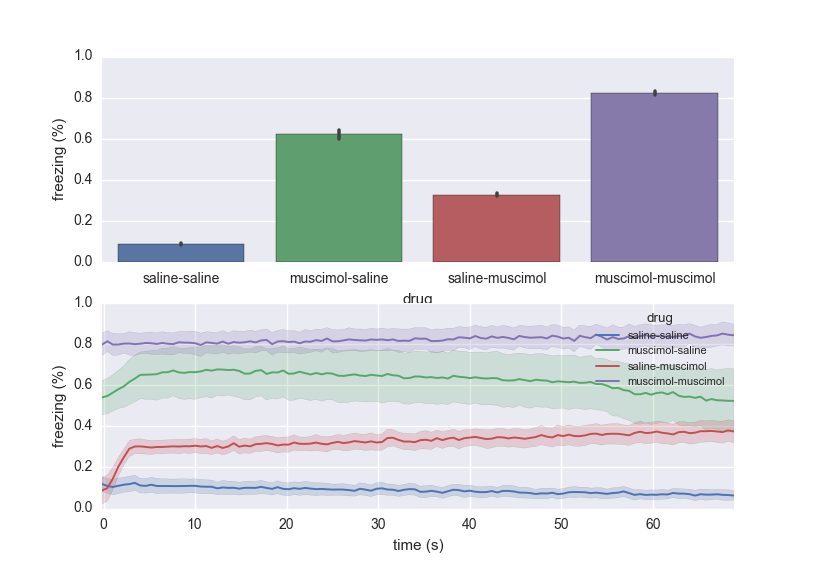 1.0
0.8
0.6
0.4
0.2
0.0
freezing (%)
saline-saline muscimol-saline saline-muscimol muscimol-muscimol
drug
1.0
0.8
0.6
0.4
0.2
0.0
freezing (%)
drug
saline-saline
muscimol-saline
saline-muscimol
muscimol-muscimol
0 10 20 30 40 50 60
time (s)